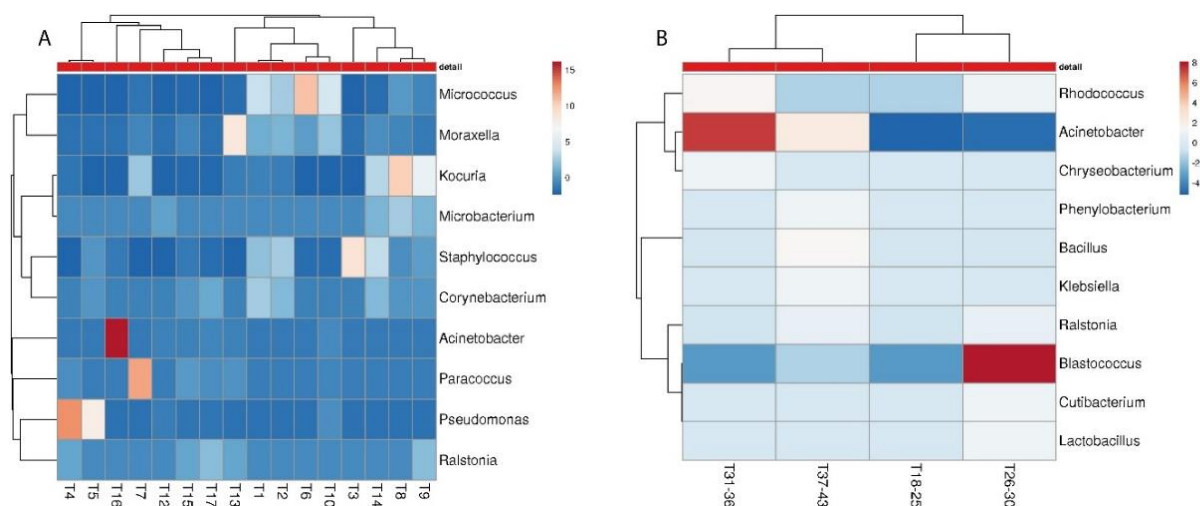 A
detail
Micrococcus
Moraxella
Kocuria
Microbacterium
Staphylococcus
Corynebacterium
Acinetobacter
Paracoccus
Pseudomonas
Ralstonia
15
10
5
0
T4 T5 T16 T7 T12 T15 T17 T13 T1 T2 T6 T10 T3 T14 T8 T9
B
detail
Rhodococcus
Acinetobacter
Chryseobacterium
Phenylobacterium
Bacillus
Klebsiella
Ralstonia
Blastococcus
Cutibacterium
Lactobacillus
8
6
4
2
0
-2
-4
T31-36 T37-43 T18-25 T26-30